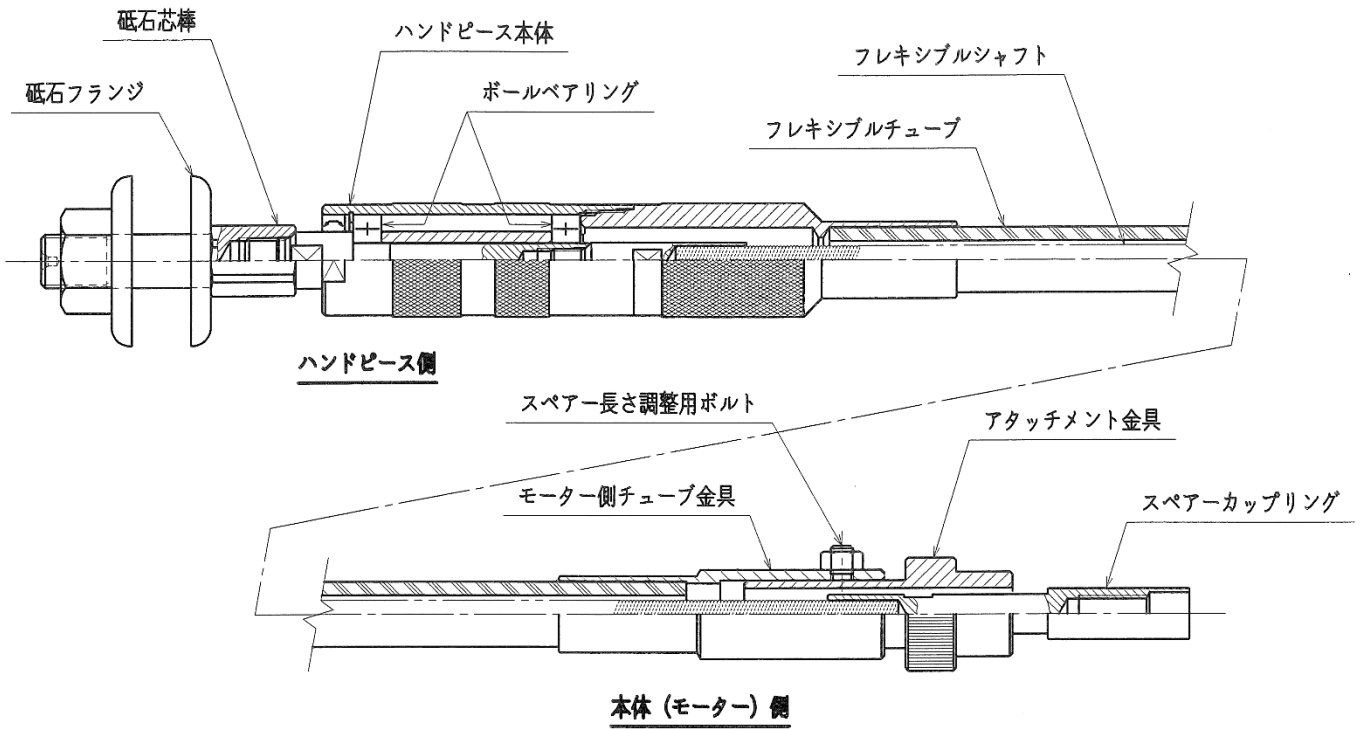 砥石芯棒
ハンドピース本体
フレキシブルシャフト
砥石フランジ
ボールベアリング
フレキシブルチューブ
ハンドピース側
スペアー長さ調整用ボルト
アタッチメント金具
モーター側チューブ金具
スペアーカップリング
本体(モーター)側